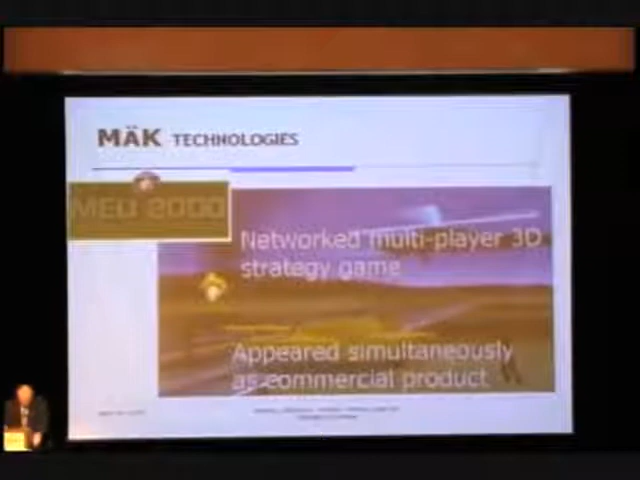 MÄK TECHNOLOGIES
MEU 2000
Networked multi-player 3D
strategy game
Appeared simultaneously
as commercial product